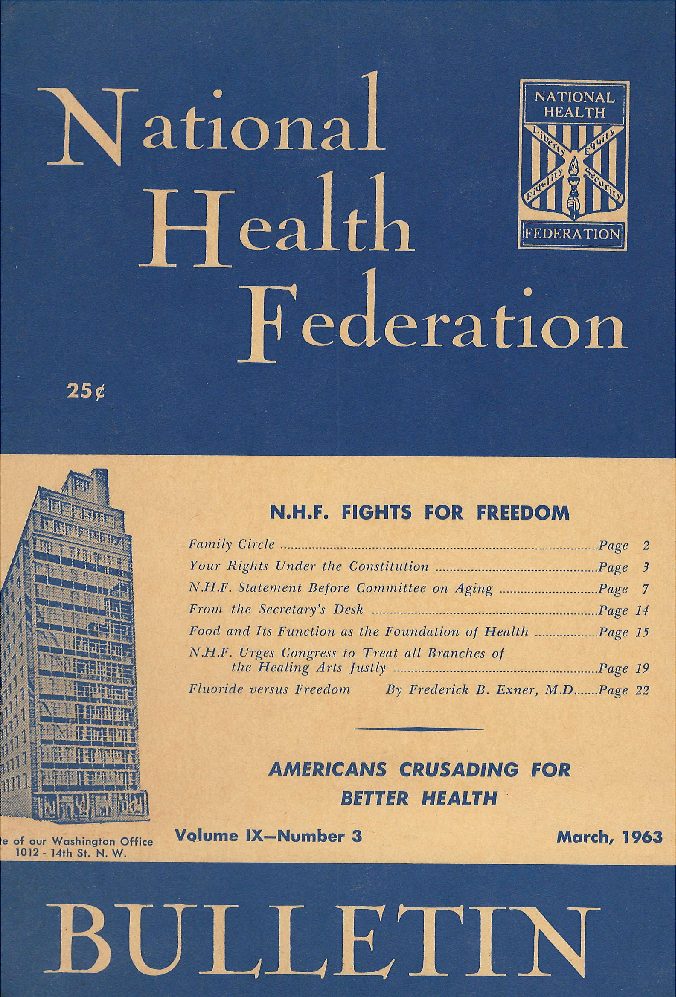 National
Health
Federation
NATIONAL
HEALTH
FEDERATION
25¢
N.H.F. FIGHTS FOR FREEDOM
Family Circle ........ Page 2
Your Rights Under the Constitution ........ Page 3
N.H.F. Statement Before Committee on Aging ........ Page 7
From the Secretary's Desk ........ Page 14
Food and Its Function as the Foundation of Health ........ Page 15
N.H.F. Urges Congress to Treat all Branches of
the Healing Arts Justly ........ Page 19
Fluoride versus Freedom By Frederick B. Exner, M.D. ...... Page 22
AMERICANS CRUSADING FOR
BETTER HEALTH
te of our Washington Office
1012 - 14th St. N. W.
Volume IX—Number 3 March, 1963
BULLETIN